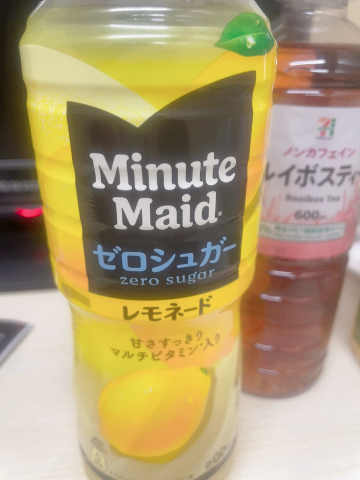 Minute
Maid
ゼロシュガー
zero sugar
レモネード
甘さすっきり
マルチビタミン入り
ノンカフェイン
レイボスティ
Rooibos Tea
600